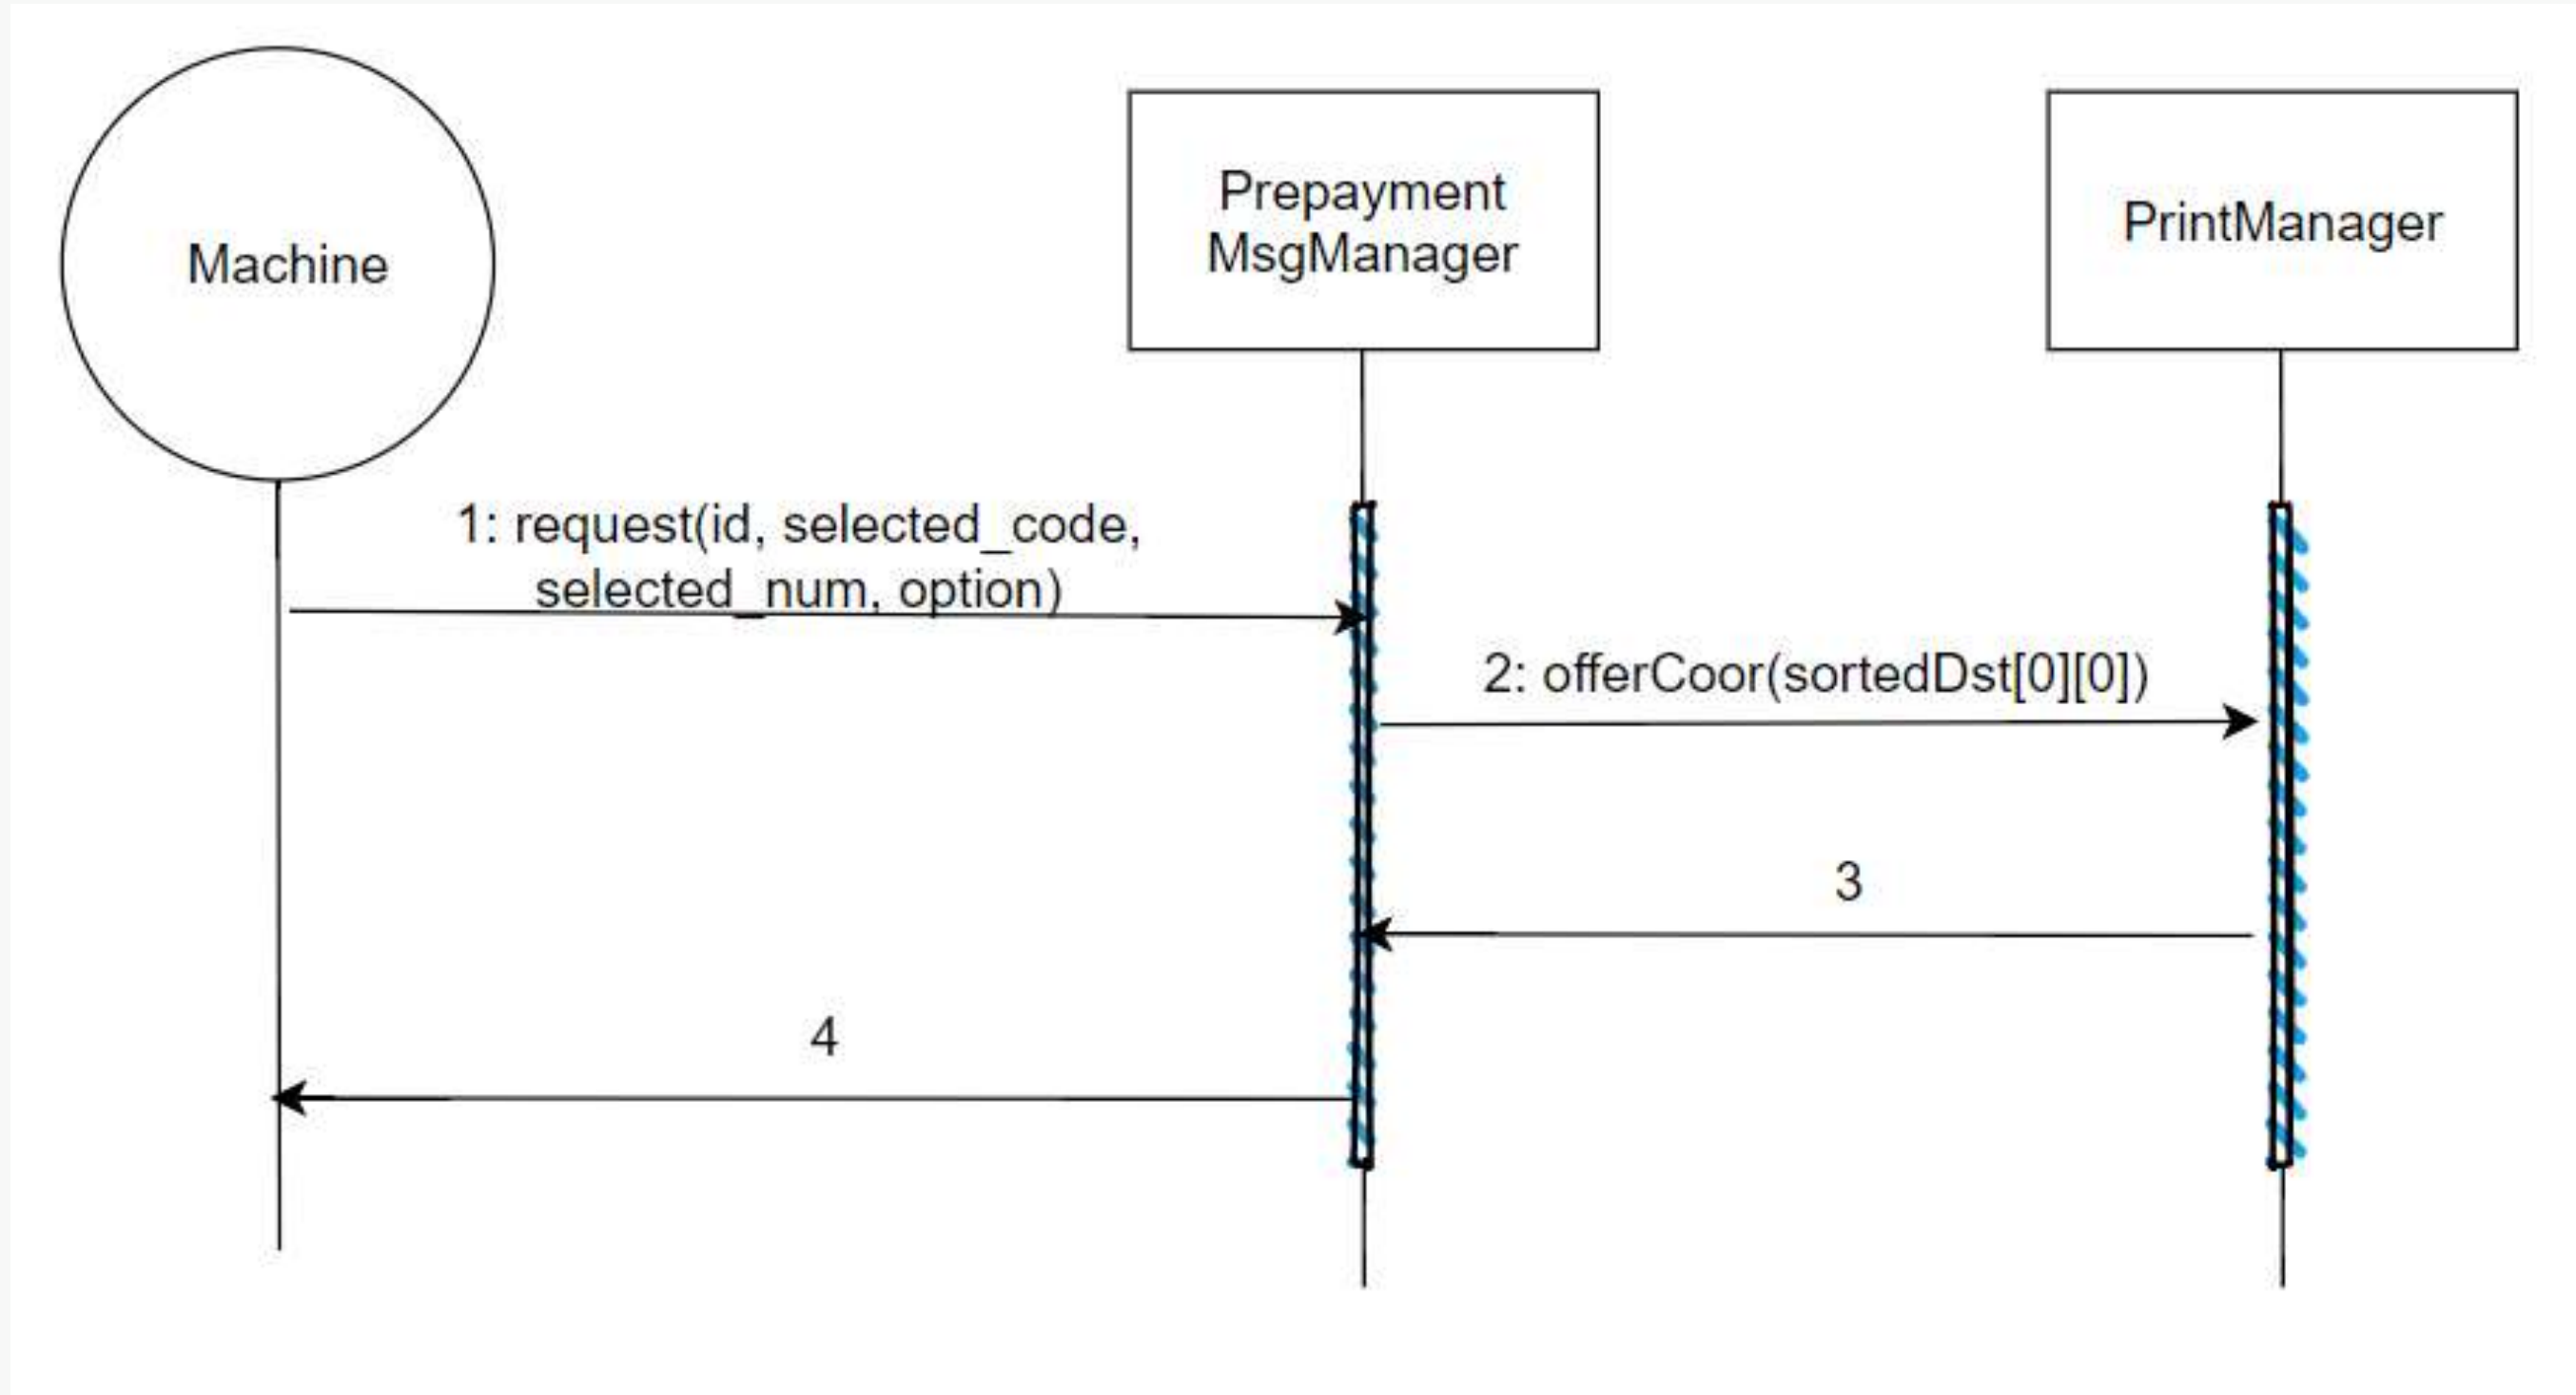 Machine
Prepayment
MsgManager
PrintManager
1: request(id, selected_code,
selected_num, option)
2: offerCoor(sortedDst[0][0])
3
4